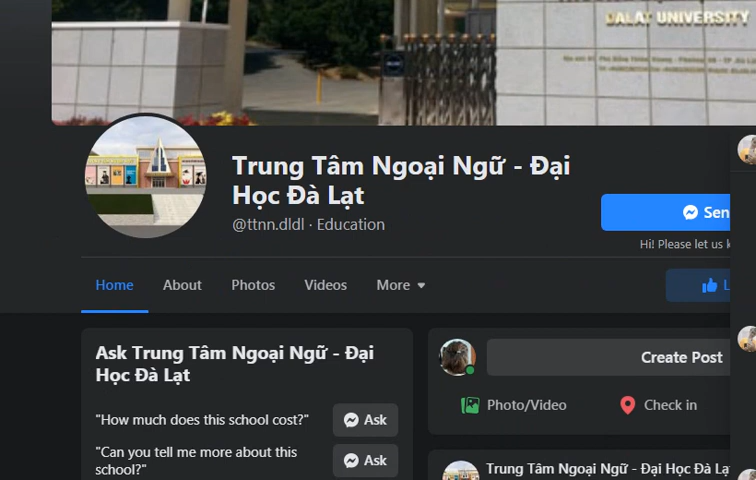 DALAT UNIVERSITY
Trung Tâm Ngoại Ngữ - Đại
Học Đà Lạt
@ttnn.dldl · Education
Sen
Hi! Please let us k
Home
About
Photos
Videos
More
L
Ask Trung Tâm Ngoại Ngữ - Đại
Học Đà Lạt
"How much does this school cost?"
Ask
"Can you tell me more about this
school?"
Ask
Create Post
Photo/Video
Check in
Trung Tâm Ngoại Ngữ - Đại Học Đà Lạ